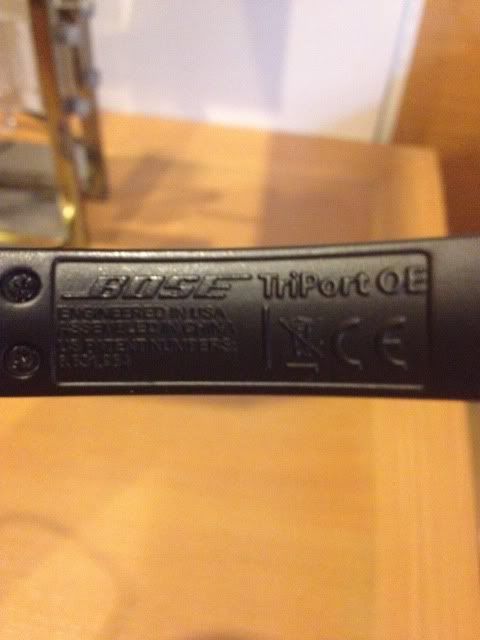 BOSE TriPort OE
ENGINEERED IN USA
ASSEMBLED IN CHINA
US PATENT NUMBERS:
CE